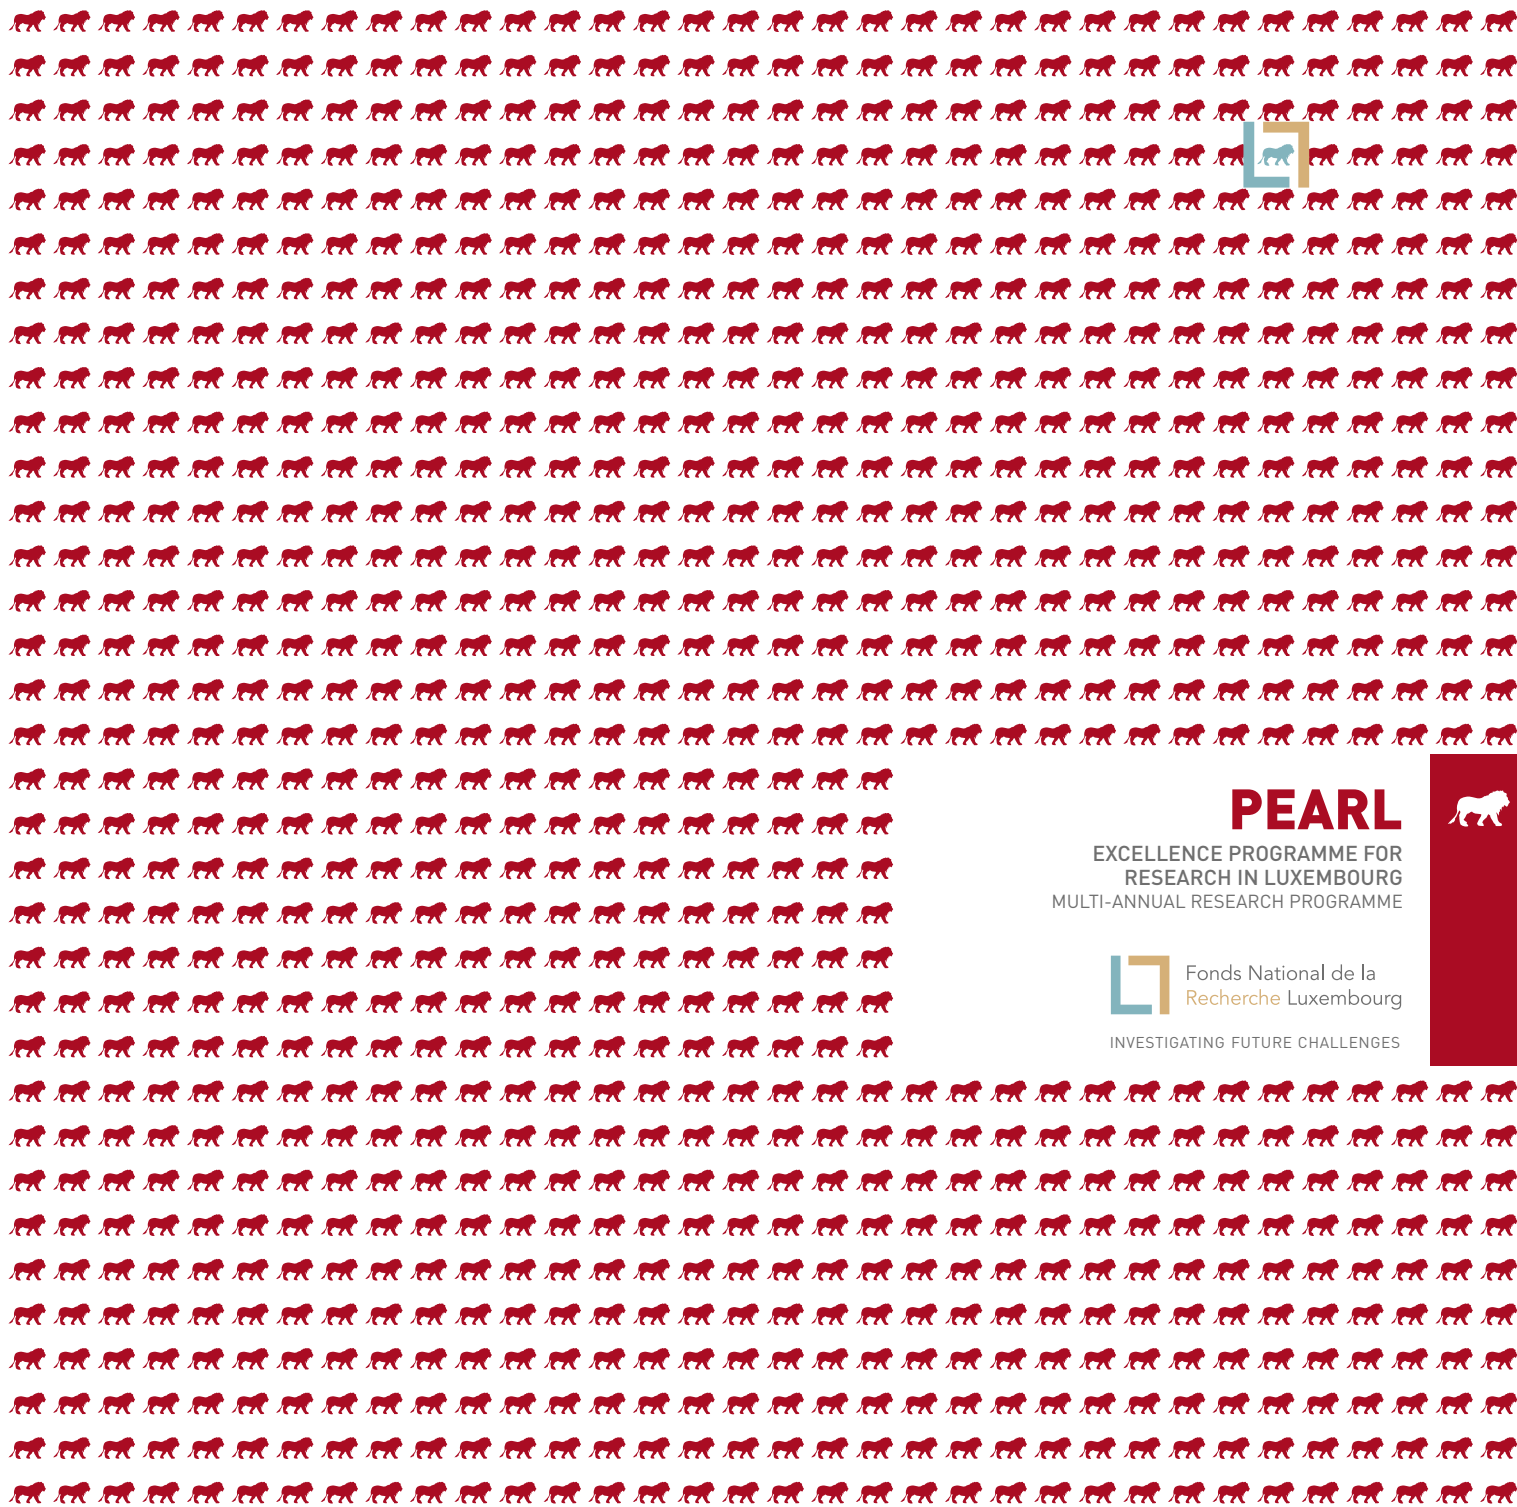 PEARL
EXCELLENCE PROGRAMME FOR
RESEARCH IN LUXEMBOURG
MULTI-ANNUAL RESEARCH PROGRAMME
Fonds National de la
Recherche Luxembourg
INVESTIGATING FUTURE CHALLENGES